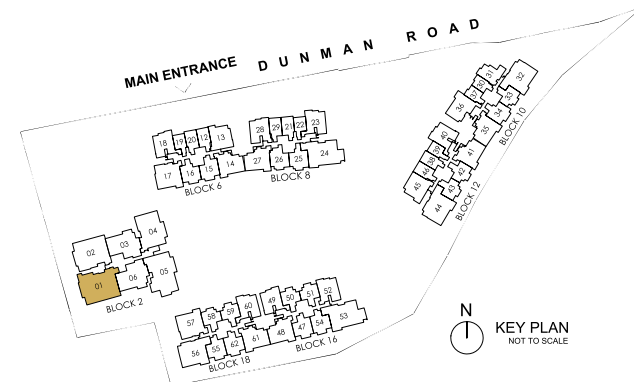 DUNMAN ROAD
MAIN ENTRANCE
18 19 20 12 13
17 16 15 14
BLOCK 6
28 29 21 22 23
27 26 25 24
BLOCK 8
30 31 32
36 37 33
34
35
BLOCK 10
40
39 41
38
46 42
45 43
44
BLOCK 12
02 03 04
01 06 05
BLOCK 2
57 58 59 60
56 55 62 61
BLOCK 18
49 50 51 52
48 47 54 53
BLOCK 16
N
KEY PLAN
NOT TO SCALE